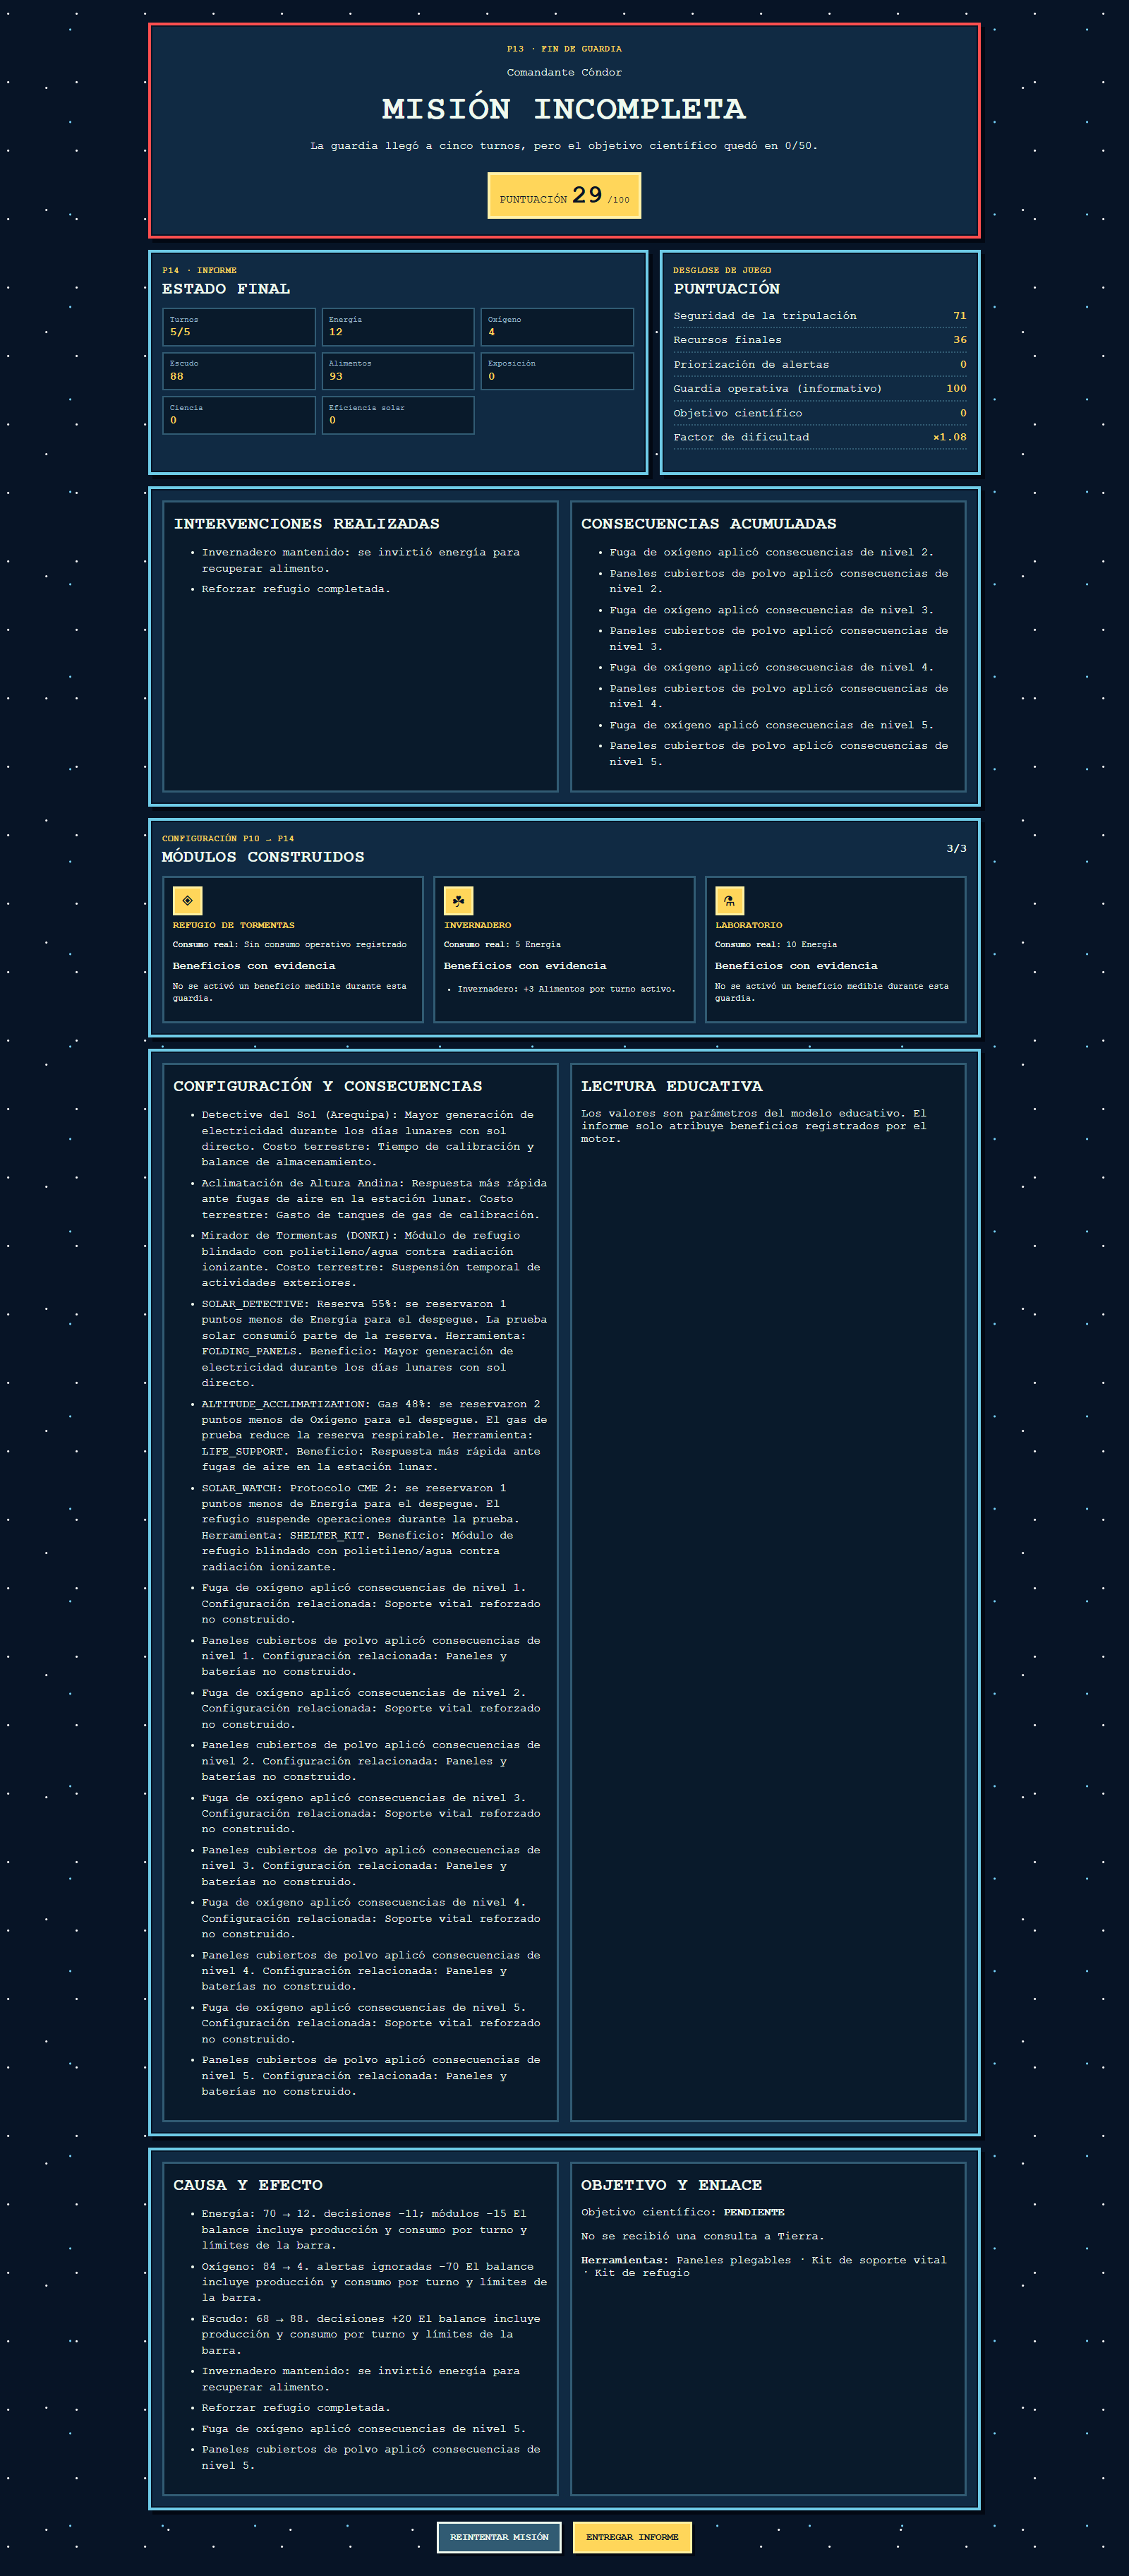 P13 · FIN DE GUARDIA
Comandante Cóndor
MISIÓN INCOMPLETA
La guardia llegó a cinco turnos, pero el objetivo científico quedó en 0/50.
PUNTUACIÓN 29 /100
P14 · INFORME
ESTADO FINAL
Turnos
5/5
Energía
12
Oxígeno
4
Escudo
88
Alimentos
93
Exposición
0
Ciencia
0
Eficiencia solar
0
DESGLOSE DE JUEGO
PUNTUACIÓN
Seguridad de la tripulación 71
Recursos finales 36
Priorización de alertas 0
Guardia operativa (informativo) 100
Objetivo científico 0
Factor de dificultad ×1.08
INTERVENCIONES REALIZADAS
• Invernadero mantenido: se invirtió energía para
recuperar alimento.
• Reforzar refugio completada.
CONSECUENCIAS ACUMULADAS
• Fuga de oxígeno aplicó consecuencias de nivel 2.
• Paneles cubiertos de polvo aplicó consecuencias de
nivel 2.
• Fuga de oxígeno aplicó consecuencias de nivel 3.
• Paneles cubiertos de polvo aplicó consecuencias de
nivel 3.
• Fuga de oxígeno aplicó consecuencias de nivel 4.
• Paneles cubiertos de polvo aplicó consecuencias de
nivel 4.
• Fuga de oxígeno aplicó consecuencias de nivel 5.
• Paneles cubiertos de polvo aplicó consecuencias de
nivel 5.
CONFIGURACIÓN P10 → P14
MÓDULOS CONSTRUIDOS
3/3
REFUGIO DE TORMENTAS
Consumo real: Sin consumo operativo registrado
Beneficios con evidencia
No se activó un beneficio medible durante esta
guardia.
INVERNADERO
Consumo real: 5 Energía
Beneficios con evidencia
• Invernadero: +3 Alimentos por turno activo.
LABORATORIO
Consumo real: 10 Energía
Beneficios con evidencia
No se activó un beneficio medible durante esta
guardia.
CONFIGURACIÓN Y CONSECUENCIAS
• Detective del Sol (Arequipa): Mayor generación de
electricidad durante los días lunares con sol
directo. Costo terrestre: Tiempo de calibración y
balance de almacenamiento.
• Aclimatación de Altura Andina: Respuesta más rápida
ante fugas de aire en la estación lunar. Costo
terrestre: Gasto de tanques de gas de calibración.
• Mirador de Tormentas (DONKI): Módulo de refugio
blindado con polietileno/agua contra radiación
ionizante. Costo terrestre: Suspensión temporal de
actividades exteriores.
• SOLAR_DETECTIVE: Reserva 55%: se reservaron 1
puntos menos de Energía para el despegue. La prueba
solar consumió parte de la reserva. Herramienta:
FOLDING_PANELS. Beneficio: Mayor generación de
electricidad durante los días lunares con sol
directo.
• ALTITUDE_ACCLIMATIZATION: Gas 48%: se reservaron 2
puntos menos de Oxígeno para el despegue. El gas de
prueba reduce la reserva respirable. Herramienta:
LIFE_SUPPORT. Beneficio: Respuesta más rápida ante
fugas de aire en la estación lunar.
• SOLAR_WATCH: Protocolo CME 2: se reservaron 1
puntos menos de Energía para el despegue. El
refugio suspende operaciones durante la prueba.
Herramienta: SHELTER_KIT. Beneficio: Módulo de
refugio blindado con polietileno/agua contra
radiación ionizante.
• Fuga de oxígeno aplicó consecuencias de nivel 1.
Configuración relacionada: Soporte vital reforzado
no construido.
• Paneles cubiertos de polvo aplicó consecuencias de
nivel 1. Configuración relacionada: Paneles y
baterías no construido.
• Fuga de oxígeno aplicó consecuencias de nivel 2.
Configuración relacionada: Soporte vital reforzado
no construido.
• Paneles cubiertos de polvo aplicó consecuencias de
nivel 2. Configuración relacionada: Paneles y
baterías no construido.
• Fuga de oxígeno aplicó consecuencias de nivel 3.
Configuración relacionada: Soporte vital reforzado
no construido.
• Paneles cubiertos de polvo aplicó consecuencias de
nivel 3. Configuración relacionada: Paneles y
baterías no construido.
• Fuga de oxígeno aplicó consecuencias de nivel 4.
Configuración relacionada: Soporte vital reforzado
no construido.
• Paneles cubiertos de polvo aplicó consecuencias de
nivel 4. Configuración relacionada: Paneles y
baterías no construido.
• Fuga de oxígeno aplicó consecuencias de nivel 5.
Configuración relacionada: Soporte vital reforzado
no construido.
• Paneles cubiertos de polvo aplicó consecuencias de
nivel 5. Configuración relacionada: Paneles y
baterías no construido.
LECTURA EDUCATIVA
Los valores son parámetros del modelo educativo. El
informe solo atribuye beneficios registrados por el
motor.
CAUSA Y EFECTO
• Energía: 70 → 12. decisiones −11; módulos −15 El
balance incluye producción y consumo por turno y
límites de la barra.
• Oxígeno: 84 → 4. alertas ignoradas −70 El balance
incluye producción y consumo por turno y límites de
la barra.
• Escudo: 68 → 88. decisiones +20 El balance incluye
producción y consumo por turno y límites de la
barra.
• Invernadero mantenido: se invirtió energía para
recuperar alimento.
• Reforzar refugio completada.
• Fuga de oxígeno aplicó consecuencias de nivel 5.
• Paneles cubiertos de polvo aplicó consecuencias de
nivel 5.
OBJETIVO Y ENLACE
Objetivo científico: PENDIENTE
No se recibió una consulta a Tierra.
Herramientas: Paneles plegables · Kit de soporte vital
· Kit de refugio
REINTENTAR MISIÓN
ENTREGAR INFORME